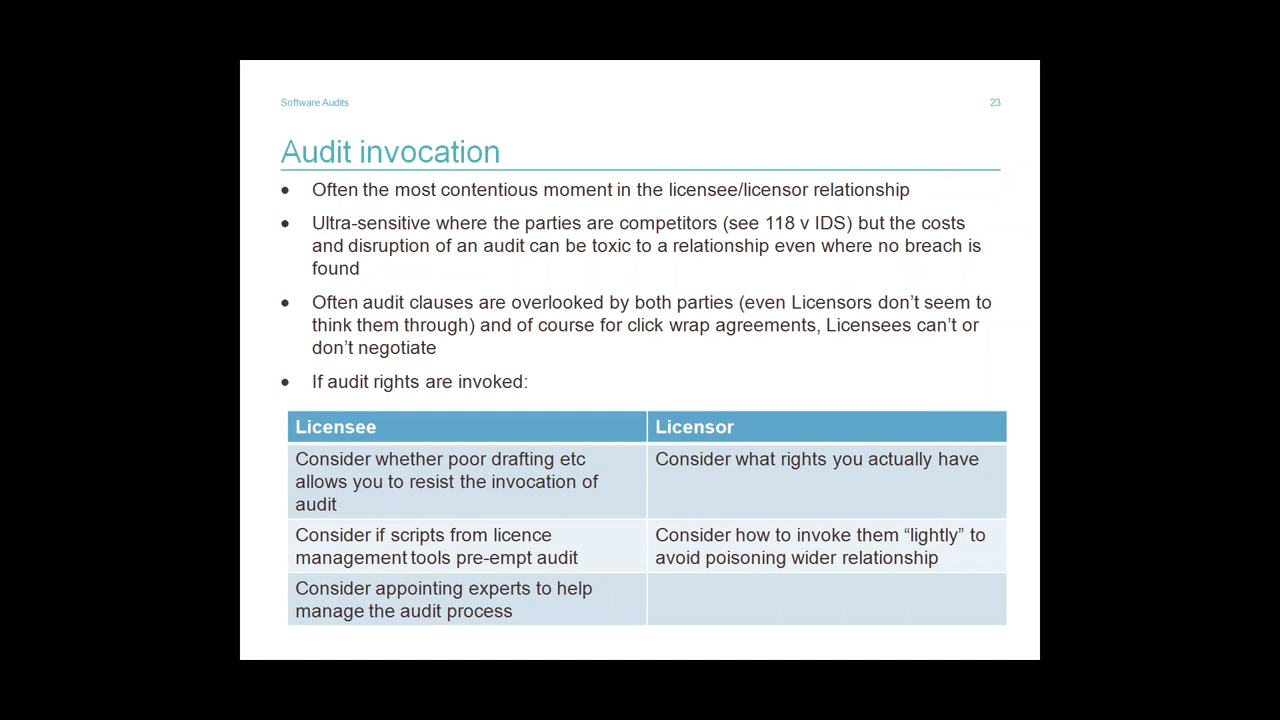 Software Audits
23
Audit invocation
• Often the most contentious moment in the licensee/licensor relationship
• Ultra-sensitive where the parties are competitors (see 118 v IDS) but the costs
and disruption of an audit can be toxic to a relationship even where no breach is
found
• Often audit clauses are overlooked by both parties (even Licensors don’t seem to
think them through) and of course for click wrap agreements, Licensees can’t or
don’t negotiate
• If audit rights are invoked:
Licensee
Licensor
Consider whether poor drafting etc
allows you to resist the invocation of
audit
Consider what rights you actually have
Consider if scripts from licence
management tools pre-empt audit
Consider how to invoke them “lightly” to
avoid poisoning wider relationship
Consider appointing experts to help
manage the audit process